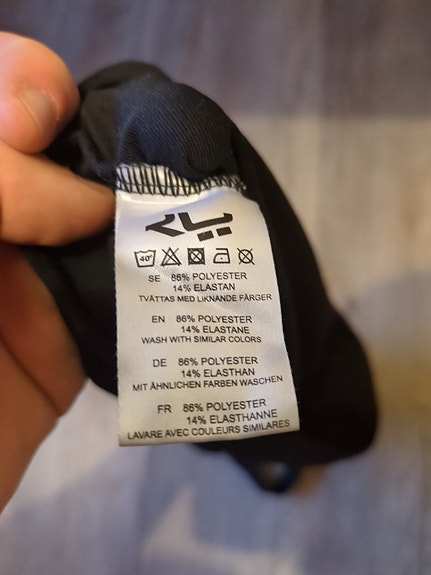 40°
SE 86% POLYESTER
14% ELASTAN
TVÄTTAS MED LIKNANDE FÄRGER
EN 86% POLYESTER
14% ELASTANE
WASH WITH SIMILAR COLORS
DE 86% POLYESTER
14% ELASTHAN
MIT ÄHNLICHEN FARBEN WASCHEN
FR 86% POLYESTER
14% ELASTHANNE
LAVARE AVEC COULEURS SIMILARES